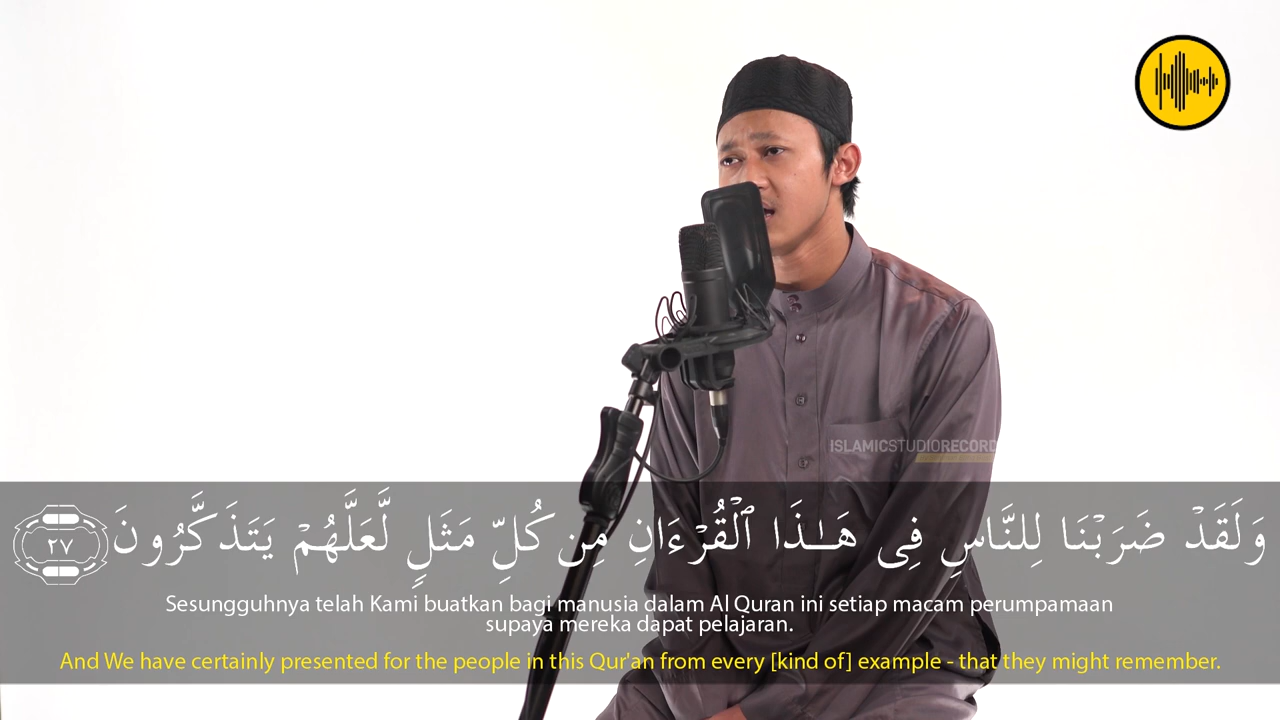 ISLAMICSTUDIORECORD
وَلَقَدْ ضَرَبْنَا لِلنَّاسِ فِى هَـٰذَا ٱلْقُرْءَانِ مِن كُلِّ مَثَلٍ لَّعَلَّهُمْ يَتَذَكَّرُونَ ٢٧
Sesungguhnya telah Kami buatkan bagi manusia dalam Al Quran ini setiap macam perumpamaan
supaya mereka dapat pelajaran.
And We have certainly presented for the people in this Qur'an from every [kind of] example - that they might remember.